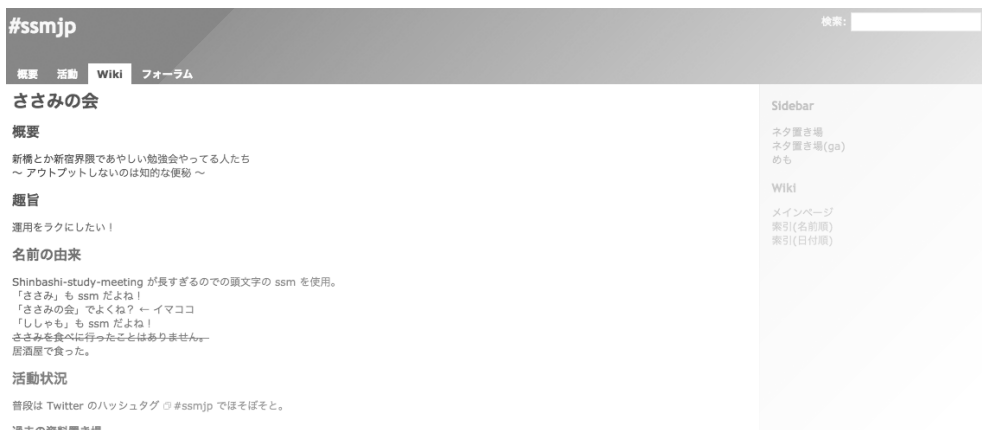 #ssmjp
検索:
概要 活動 Wiki フォーラム
ささみの会
概要
新橋とか新宿界隈であやしい勉強会やってる人たち
～ アウトプットしないのは知的な便秘 ～
趣旨
運用をラクにしたい！
名前の由来
Shinbashi-study-meeting が長すぎるのでの頭文字の ssm を使用。
「ささみ」も ssm だよね！
「ささみの会」でよくね？ ← イマココ
「ししゃも」も ssm だよね！
ささみを食べに行ったことはありません。
居酒屋で食った。
活動状況
普段は Twitter のハッシュタグ #ssmjp でほそぼそと。
過去の資料置き場
Sidebar
ネタ置き場
ネタ置き場(ga)
めも
Wiki
メインページ
索引(名前順)
索引(日付順)